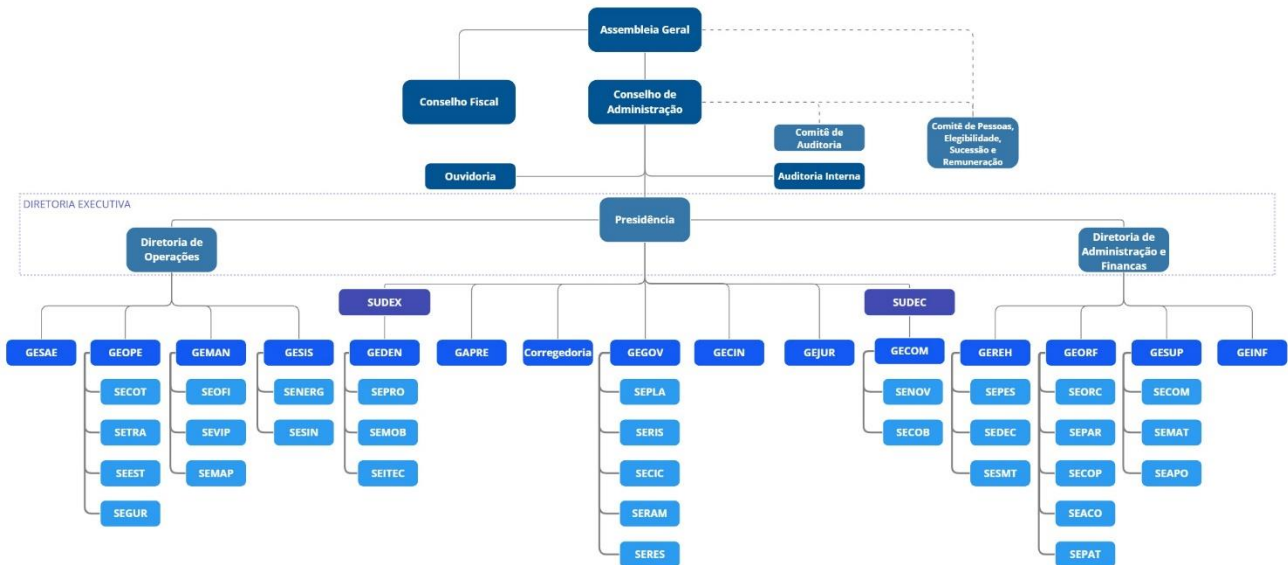 Assembleia Geral
Conselho Fiscal
Conselho de
Administração
Comitê de
Auditoria
Comitê de Pessoas,
Elegibilidade,
Sucessão e
Remuneração
Ouvidoria
Auditoria Interna
DIRETORIA EXECUTIVA
Presidência
Diretoria de
Operações
Diretoria de
Administração e
Financas
SUDEX
SUDEC
GESAE
GEOPE
GEMAN
GESIS
GEDEN
GAPRE
Corregedoria
GEGOV
GECIN
GEJUR
GECOM
GEREH
GEORF
GESUP
GEINF
SECOT
SEOFI
SENERG
SEPRO
SEPLA
SENOV
SEPES
SEORC
SECOM
SETRA
SEVIP
SESIN
SEMOB
SERIS
SECOB
SEDEC
SEPAR
SEMAT
SEEST
SEMAP
SEITEC
SECIC
SESMT
SECOP
SEAPO
SEGUR
SERAM
SEACO
SERES
SEPAT